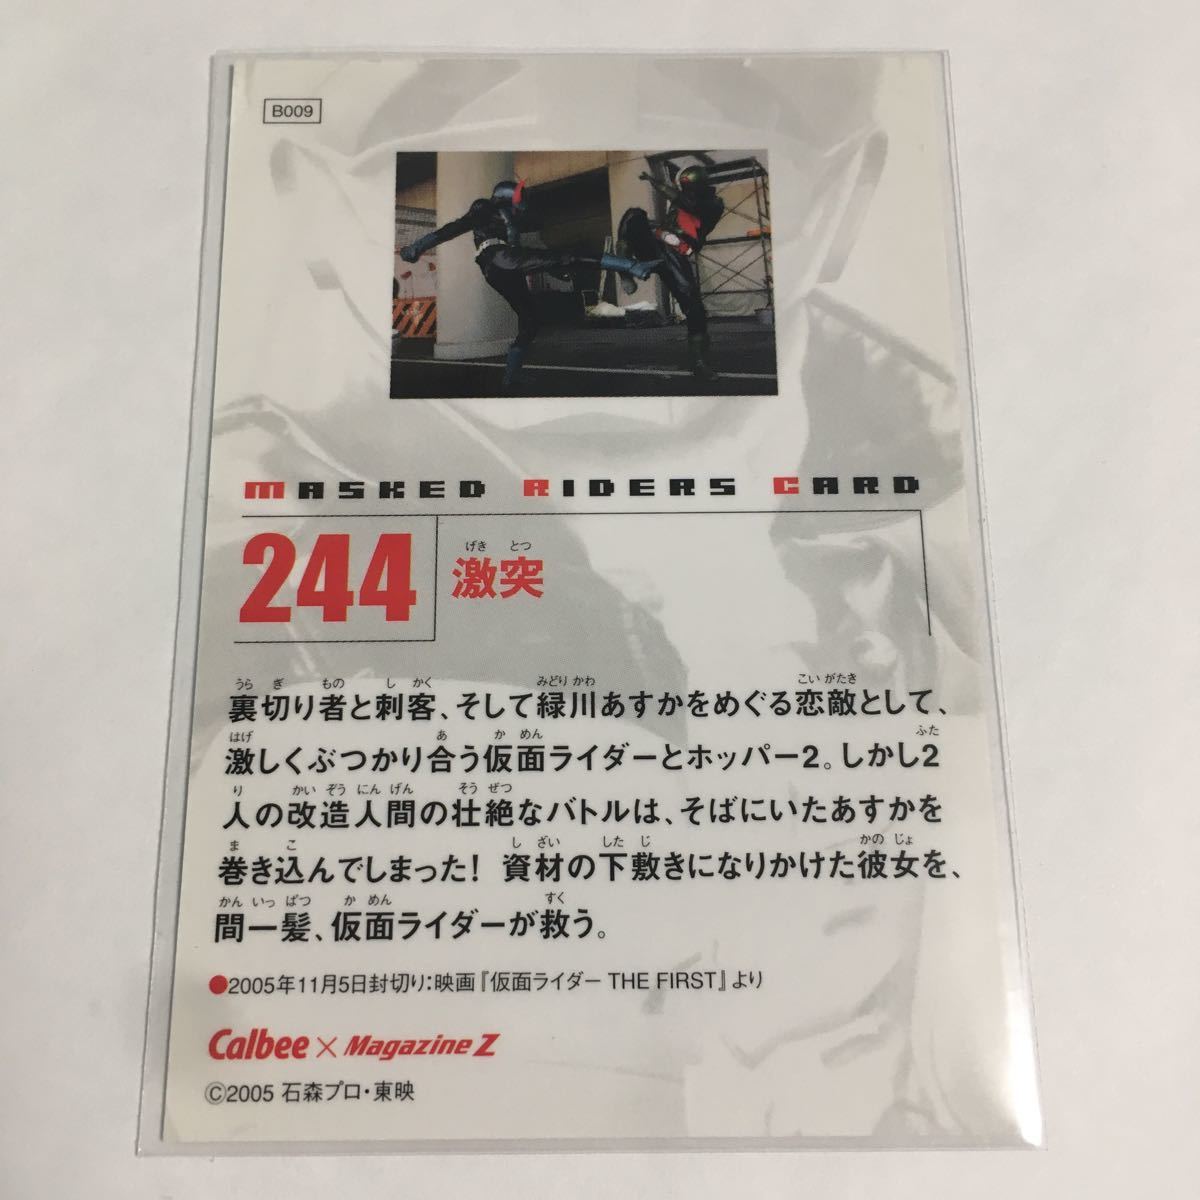 B009
MASKED RIDERS CARD
げき とつ
244 激突
うら ぎ もの し かく みどり かわ こい がたき
裏切り者と刺客、そして緑川あすかをめぐる恋敵として、
はげ あ か めん ふた
激しくぶつかり合う仮面ライダーとホッパー2。しかし2
り かい ぞう にん げん そう ぜつ
人の改造人間の壮絶なバトルは、そばにいたあすかを
ま こ し ざい した じ かの じょ
巻き込んでしまった! 資材の下敷きになりかけた彼女を、
かん いっ ぱつ か めん すく
間一髪、仮面ライダーが救う。
●2005年11月5日封切り:映画『仮面ライダー THE FIRST』より
Calbee×Magazine Z
©2005 石森プロ・東映